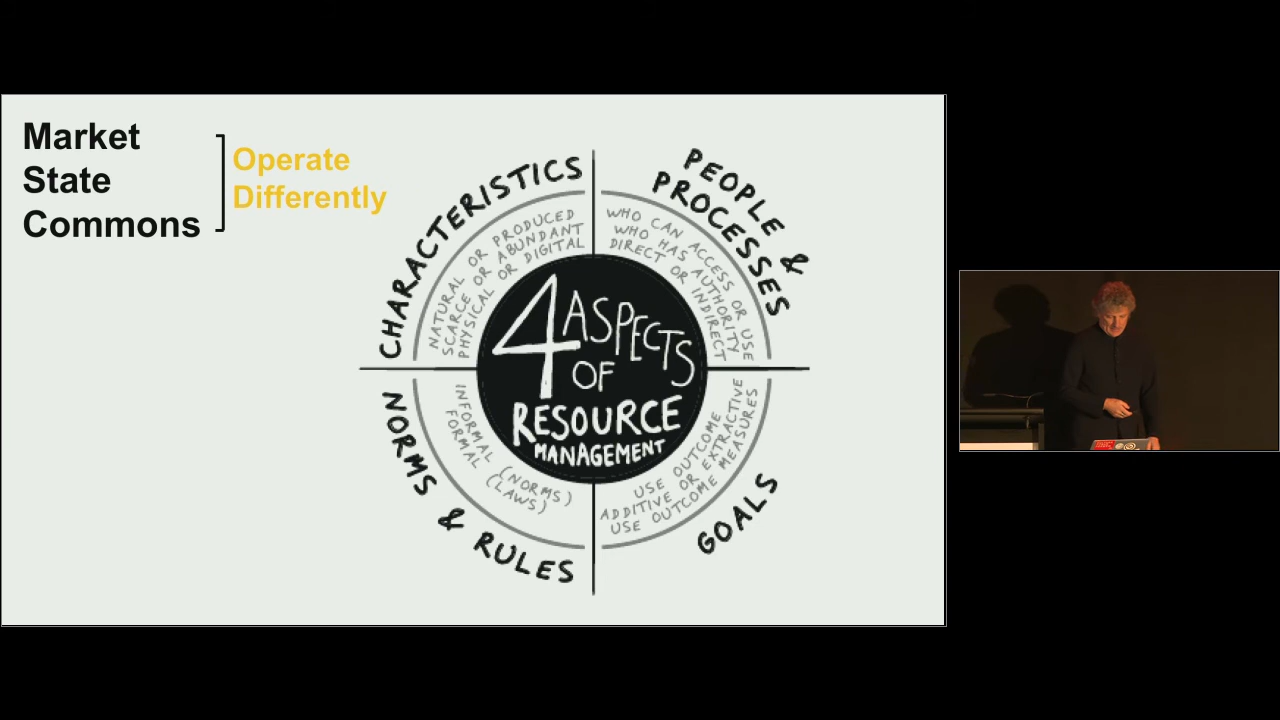 Market
State
Commons
Operate
Differently
CHARACTERISTICS
NATURAL OR PRODUCED
SCARCE OR ABUNDANT
PHYSICAL OR DIGITAL
PEOPLE &
PROCESSES
WHO CAN ACCESS OR USE
WHO HAS AUTHORITY
DIRECT OR INDIRECT
4 ASPECTS
OF
RESOURCE
MANAGEMENT
NORMS & RULES
INFORMAL (NORMS)
FORMAL (LAWS)
USE OUTCOME
ADDITIVE OR EXTRACTIVE
USE OUTCOME MEASURES
GOALS